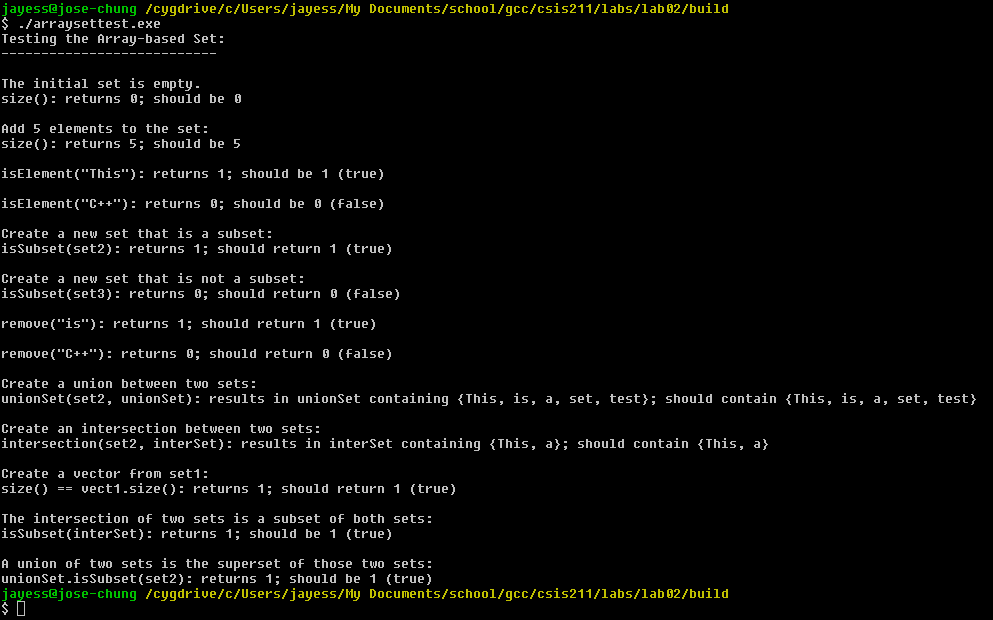 jayess@jose-chung /cygdrive/c/Users/jayess/My Documents/school/gcc/csis211/labs/lab02/build
$ ./arraysettest.exe
Testing the Array-based Set:
---------------------------
The initial set is empty.
size(): returns 0; should be 0
Add 5 elements to the set:
size(): returns 5; should be 5
isElement("This"): returns 1; should be 1 (true)
isElement("C++"): returns 0; should be 0 (false)
Create a new set that is a subset:
isSubset(set2): returns 1; should return 1 (true)
Create a new set that is not a subset:
isSubset(set3): returns 0; should return 0 (false)
remove("is"): returns 1; should return 1 (true)
remove("C++"): returns 0; should return 0 (false)
Create a union between two sets:
unionSet(set2, unionSet): results in unionSet containing {This, is, a, set, test}; should contain {This, is, a, set, test}
Create an intersection between two sets:
intersection(set2, interSet): results in interSet containing {This, a}; should contain {This, a}
Create a vector from set1:
size() == vect1.size(): returns 1; should return 1 (true)
The intersection of two sets is a subset of both sets:
isSubset(interSet): returns 1; should be 1 (true)
A union of two sets is the superset of those two sets:
unionSet.isSubset(set2): returns 1; should be 1 (true)
jayess@jose-chung /cygdrive/c/Users/jayess/My Documents/school/gcc/csis211/labs/lab02/build
$